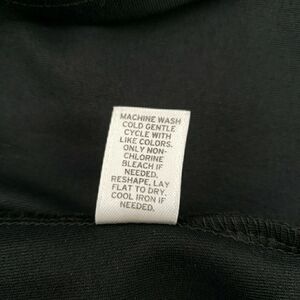 MACHINE WASH
COLD GENTLE
CYCLE WITH
LIKE COLORS.
ONLY NON-
CHLORINE
BLEACH IF
NEEDED.
RESHAPE, LAY
FLAT TO DRY.
COOL IRON IF
NEEDED.